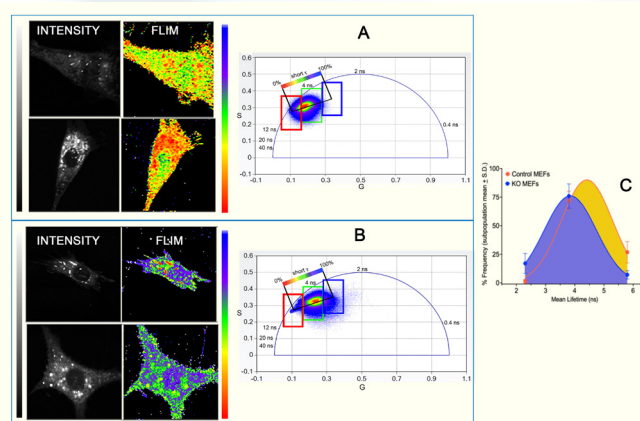 INTENSITY FLIM
A
0.6
0.5
0.4
0.3
0.2
0.1
0
S
0% short τ 100%
4 ns
2 ns
12 ns
20 ns
40 ns
0.4 ns
-0.1 0.1 0.3 0.5 0.7 0.9 1.1
G
INTENSITY FLIM
B
0.6
0.5
0.4
0.3
0.2
0.1
0
-0.1
S
0% short τ 100%
4 ns
2 ns
12 ns
20 ns
40 ns
0.4 ns
-0.1 0.1 0.3 0.5 0.7 0.9 1.1
G
C
Control MEFs
KO MEFs
% Frequency (subpopulation mean ± S.D.)
100
75
50
25
0
2 3 4 5 6
Mean Lifetime (ns)